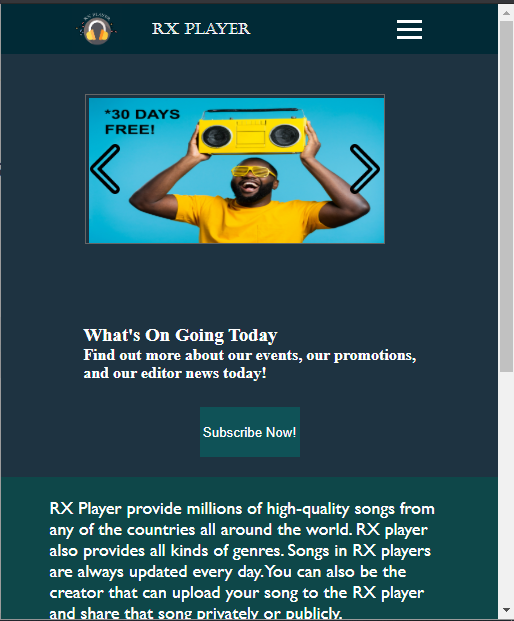 RX PLAYER
RX PLAYER
*30 DAYS
FREE!
What's On Going Today
Find out more about our events, our promotions,
and our editor news today!
Subscribe Now!
RX Player provide millions of high-quality songs from
any of the countries all around the world. RX player
also provides all kinds of genres. Songs in RX players
are always updated every day. You can also be the
creator that can upload your song to the RX player
and share that song privately or publicly.